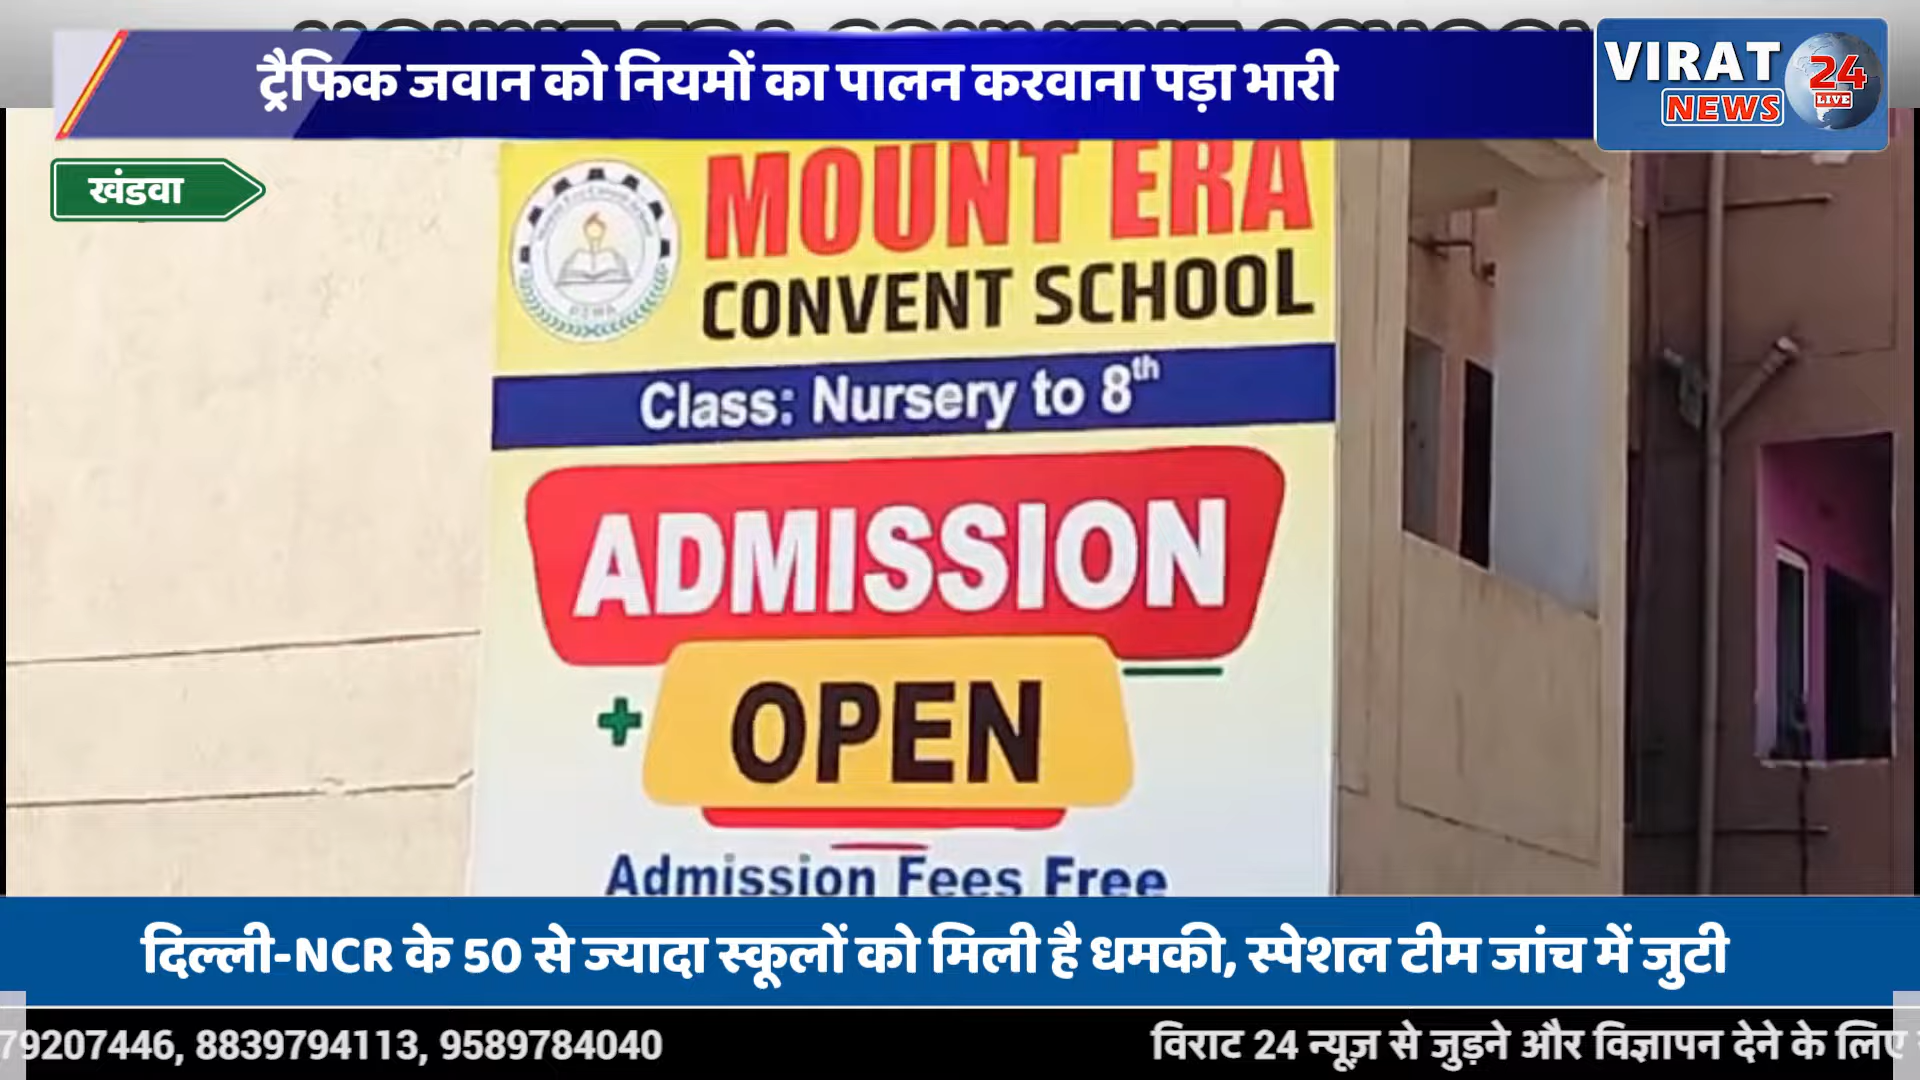 ट्रैफिक जवान को नियमों का पालन करवाना पड़ा भारी
VIRAT
24
LIVE
NEWS
खंडवा
MOUNT ERA
CONVENT SCHOOL
Class: Nursery to 8th
ADMISSION
+ OPEN
Admission Fees Free
दिल्ली-NCR के 50 से ज्यादा स्कूलों को मिली है धमकी, स्पेशल टीम जांच में जुटी
79207446, 8839794113, 9589784040
विराट 24 न्यूज़ से जुड़ने और विज्ञापन देने के लिए